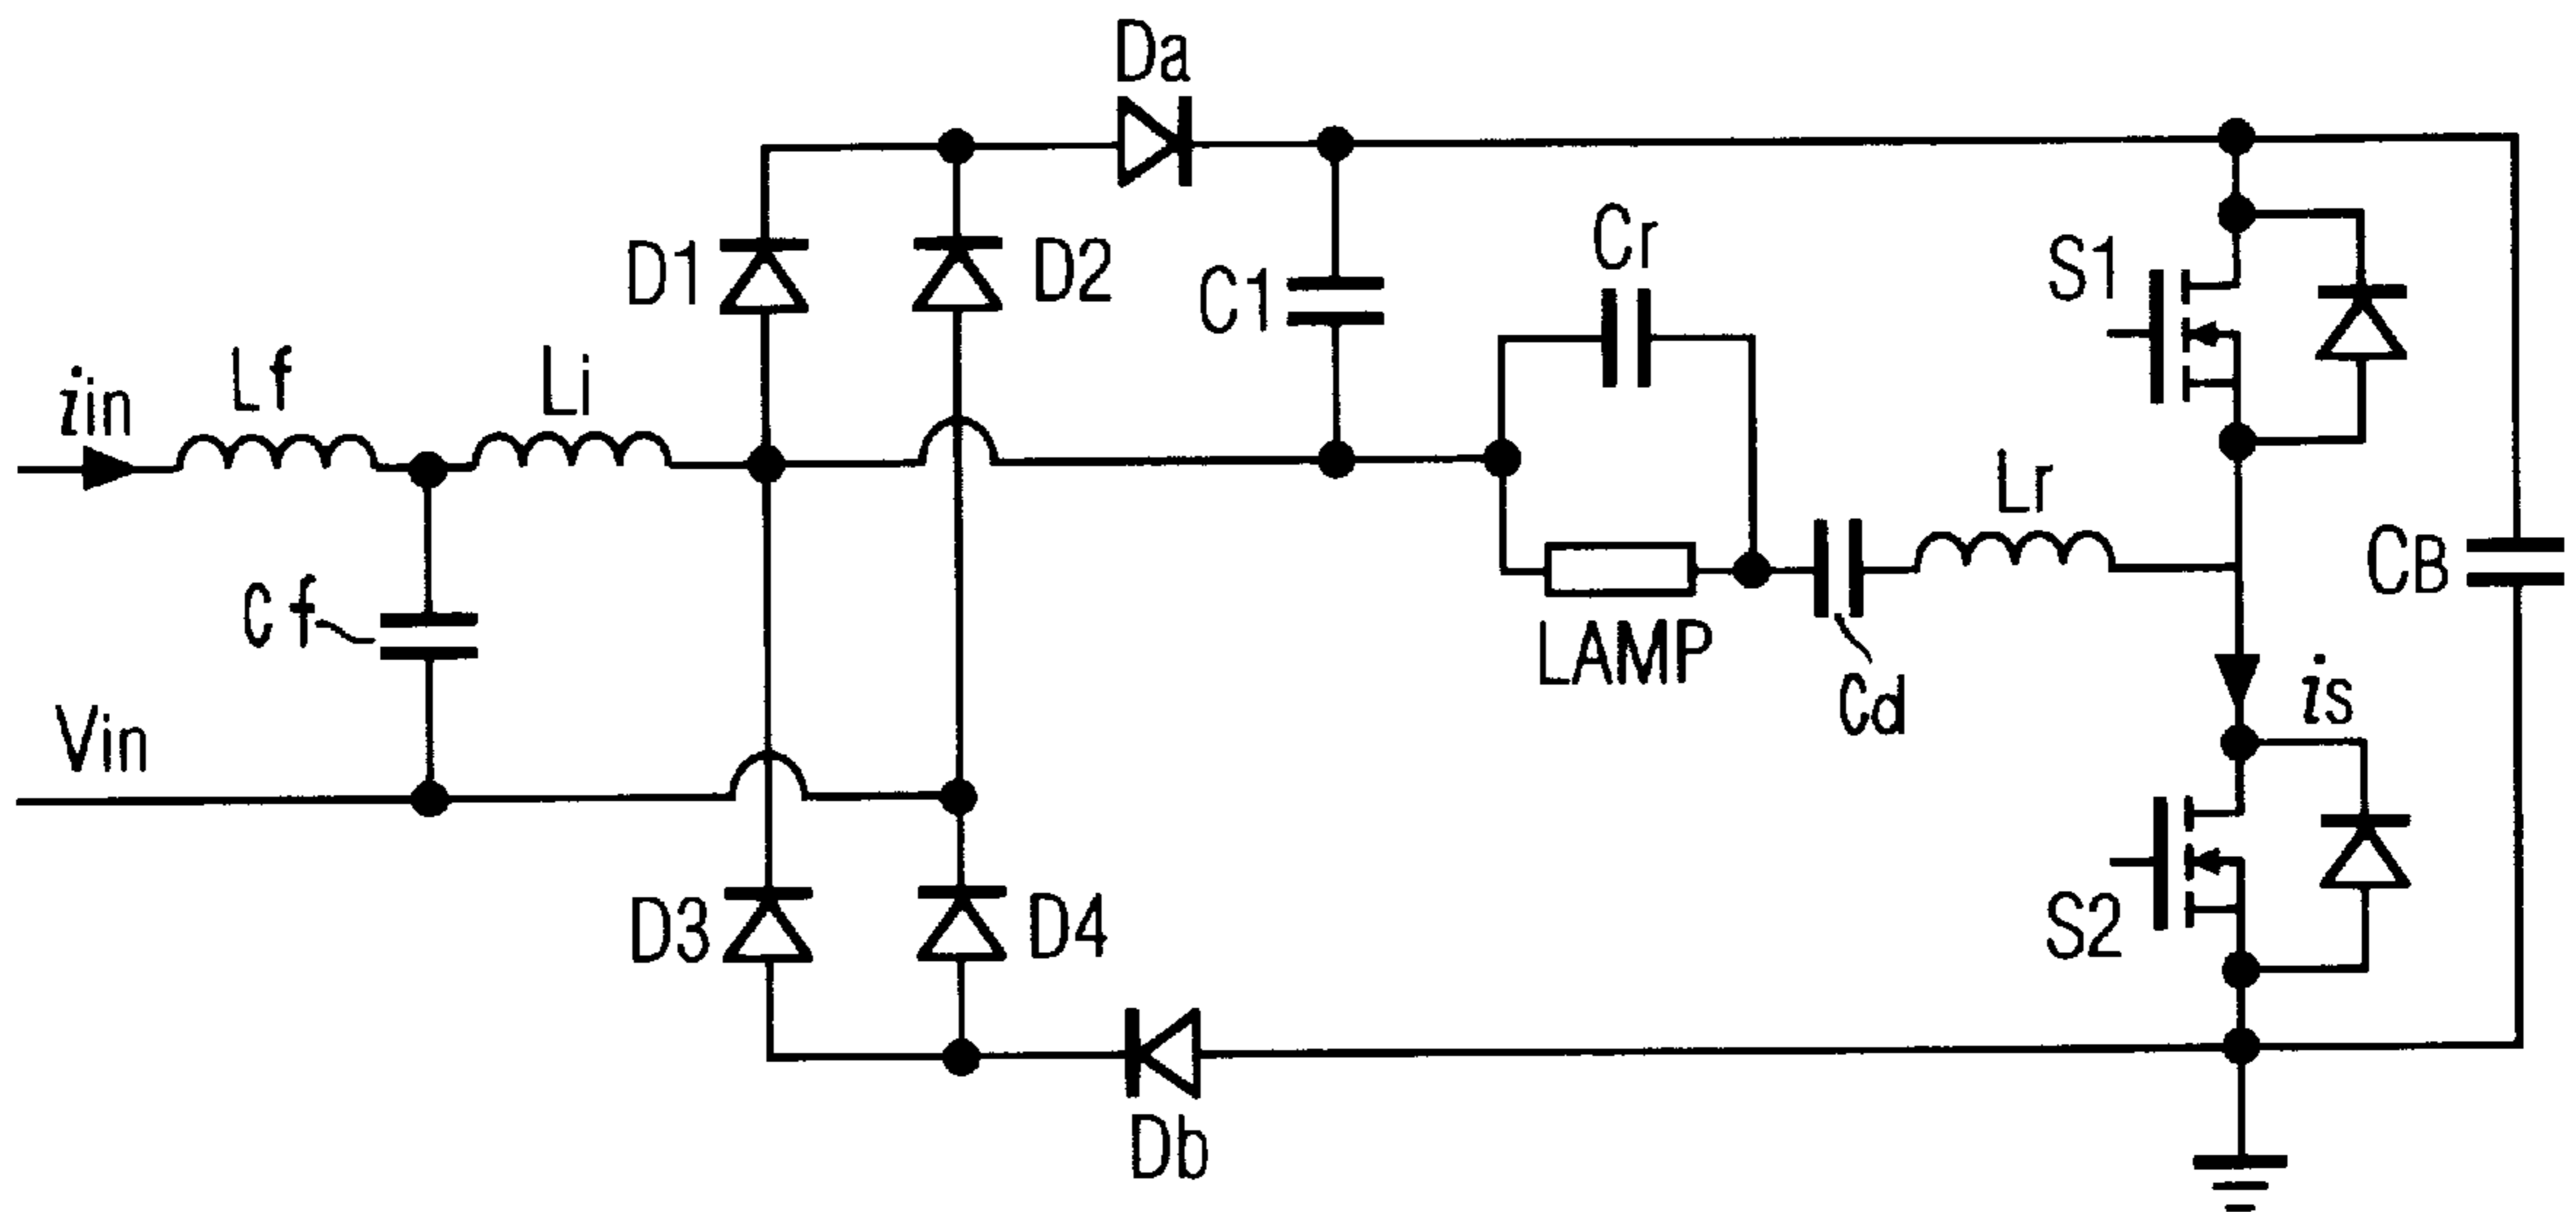 Da
D1
D2
C1
Cr
S1
iin
Lf
Li
Lr
CB
Cf
LAMP
Cd
is
Vin
D3
D4
S2
Db